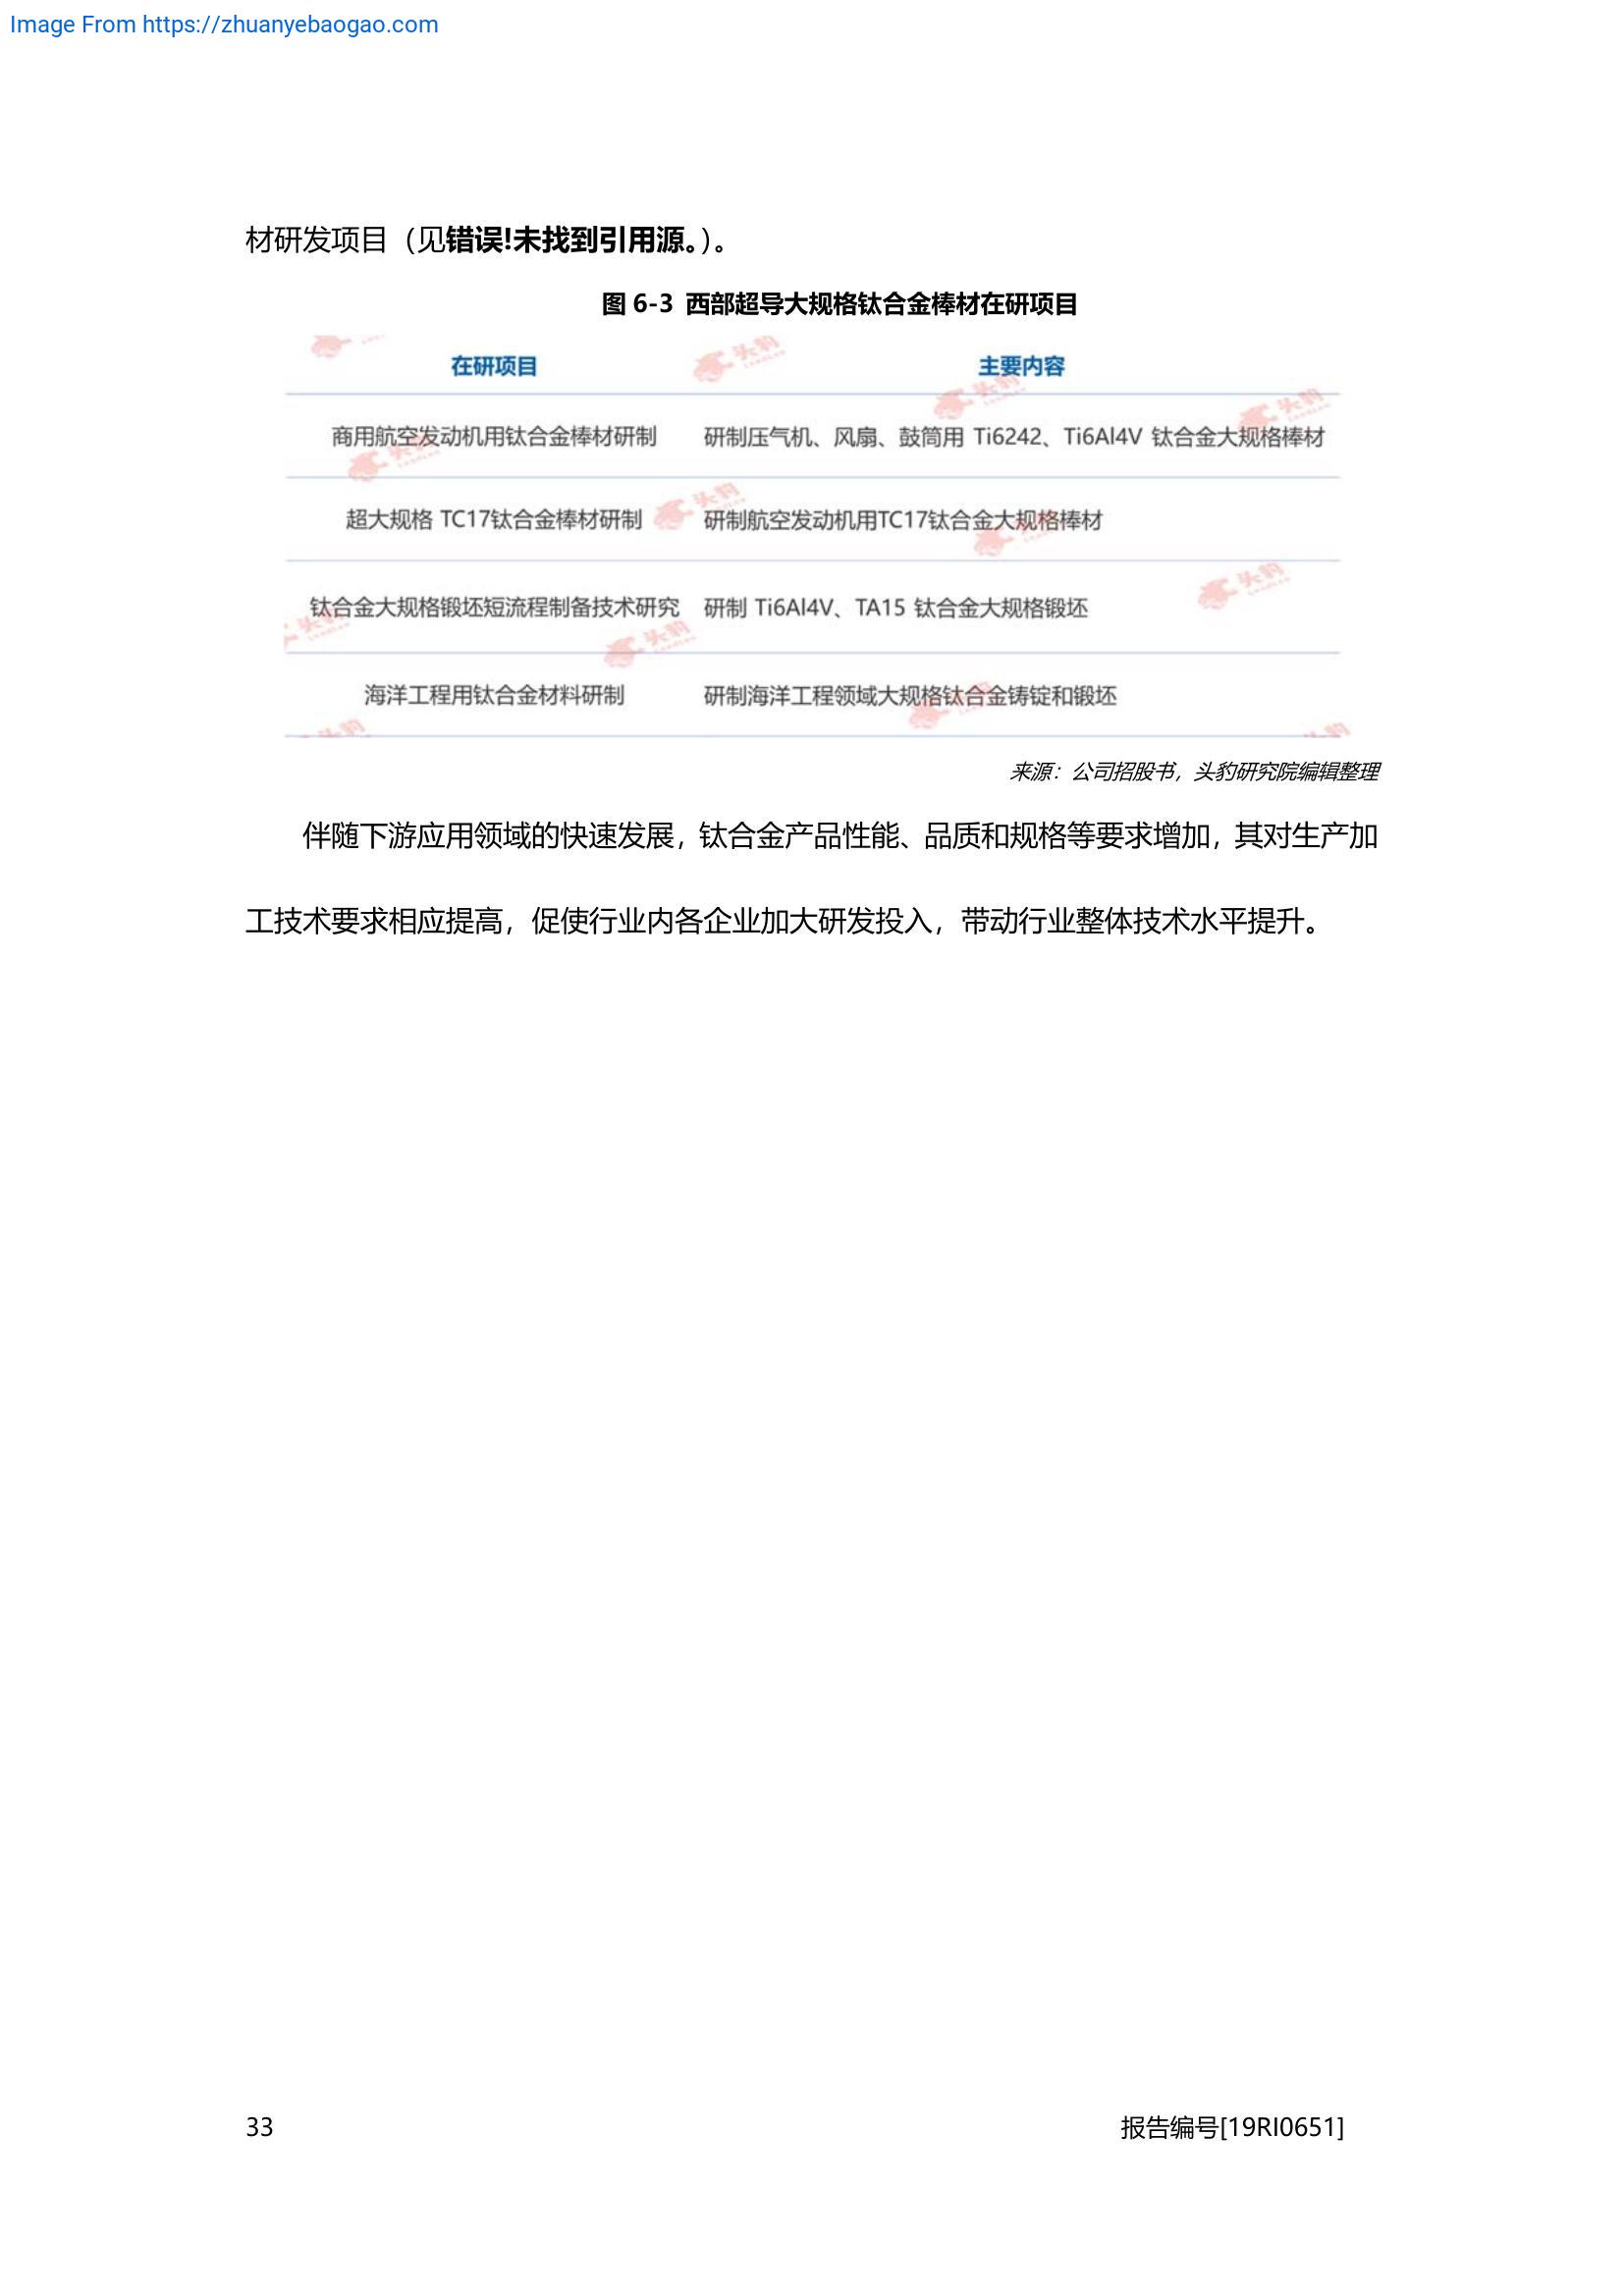 Image From https://zhuanyebaogao.com
材研发项目（见错误!未找到引用源。）。
图 6-3 西部超导大规格钛合金棒材在研项目
在研项目 主要内容
商用航空发动机用钛合金棒材研制 研制压气机、风扇、鼓筒用 Ti6242、Ti6Al4V 钛合金大规格棒材
超大规格 TC17钛合金棒材研制 研制航空发动机用TC17钛合金大规格棒材
钛合金大规格锻坯短流程制备技术研究 研制 Ti6Al4V、TA15 钛合金大规格锻坯
海洋工程用钛合金材料研制 研制海洋工程领域大规格钛合金铸锭和锻坯
来源：公司招股书，头豹研究院编辑整理
伴随下游应用领域的快速发展，钛合金产品性能、品质和规格等要求增加，其对生产加
工技术要求相应提高，促使行业内各企业加大研发投入，带动行业整体技术水平提升。
33 报告编号[19RI0651]